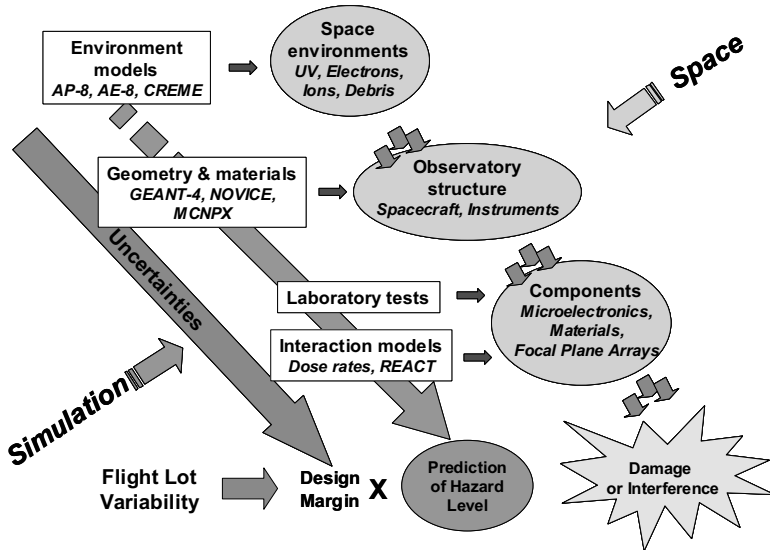 Environment
models
AP-8, AE-8, CREME
Space
environments
UV, Electrons,
Ions, Debris
Space
Geometry & materials
GEANT-4, NOVICE,
MCNPX
Observatory
structure
Spacecraft, Instruments
Uncertainties
Laboratory tests
Components
Microelectronics,
Materials,
Focal Plane Arrays
Interaction models
Dose rates, REACT
Simulation
Flight Lot
Variability
Design
Margin
X
Prediction
of Hazard
Level
Damage
or Interference